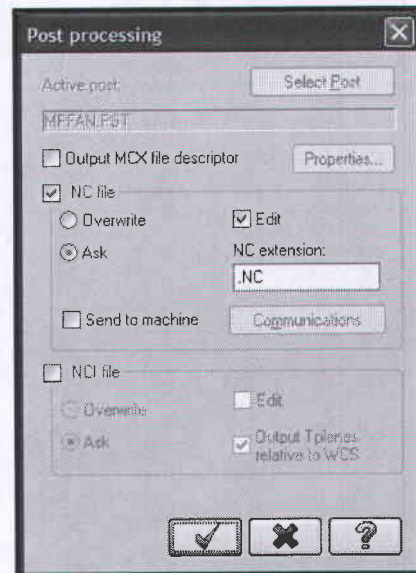 Post processing
Active post: Select Post
MPFAN.PST
Output MCX file descriptor Properties...
NC file
Overwrite Edit
Ask NC extension:
.NC
Send to machine Communications
NCI file
Overwrite Edit
Ask Output Tplanes
relative to WCS
?